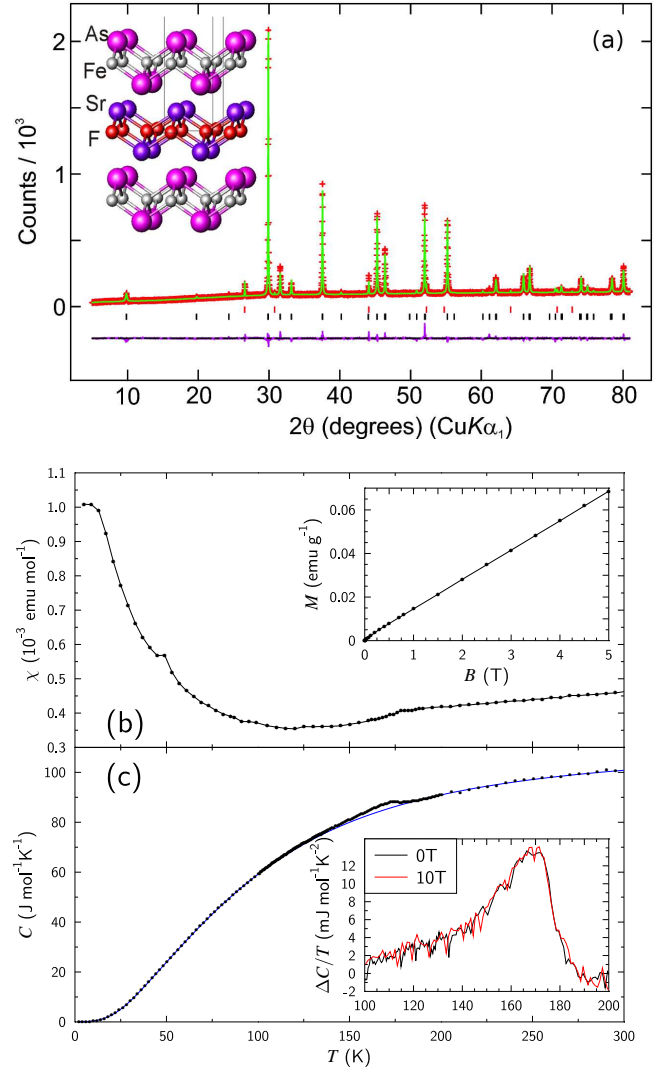 (a)
As
Fe
Sr
F
2
1
0
Counts / 10³
10 20 30 40 50 60 70 80
2θ (degrees) (CuKα₁)
1.1
1.0
0.9
0.8
0.7
0.6
0.5
0.4
0.3
χ (10⁻³ emu mol⁻¹)
(b)
0.06
0.04
0.02
0
M (emu g⁻¹)
0 1 2 3 4 5
B (T)
(c)
100
80
60
40
20
0
C (J mol⁻¹K⁻¹)
0T
10T
12
10
8
6
4
2
0
-2
ΔC/T (mJ mol⁻¹K⁻²)
100 120 140 160 180 200
0 50 100 150 200 250 300
T (K)